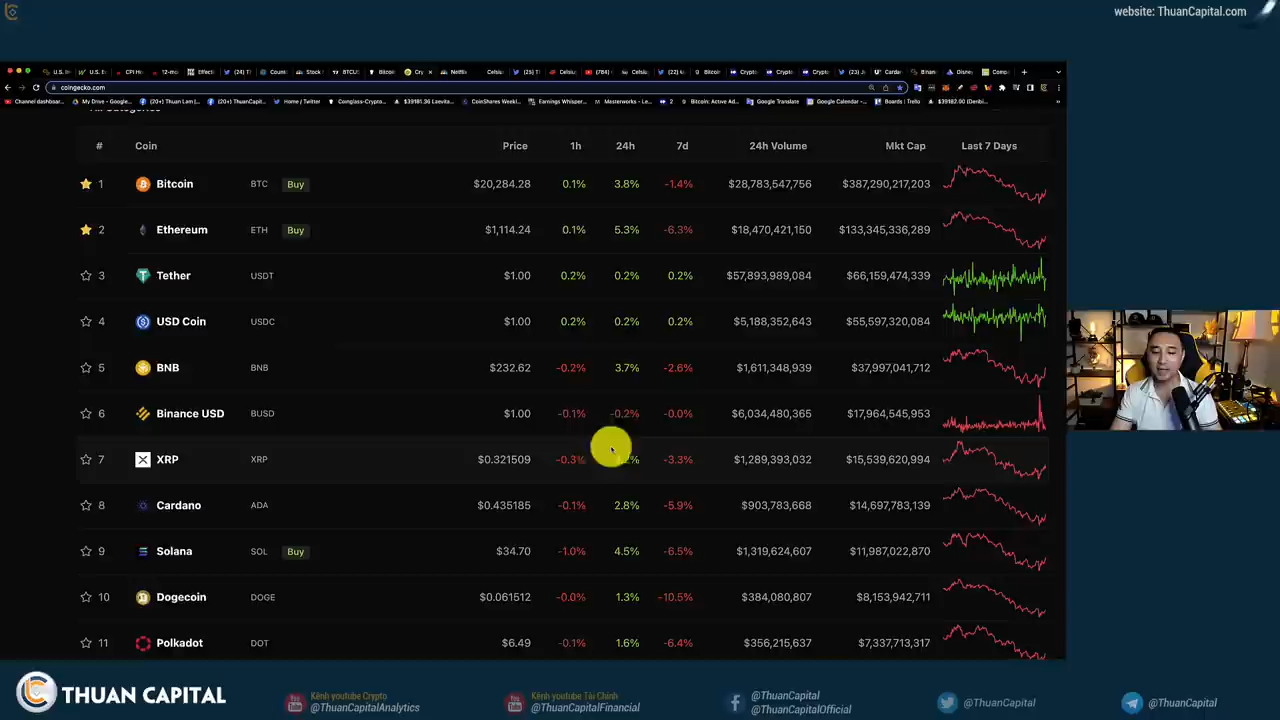 website: ThuanCapital.com
coingecko.com
# Coin Price 1h 24h 7d 24h Volume Mkt Cap Last 7 Days
1 Bitcoin BTC Buy $20,284.28 0.1% 3.8% -1.4% $28,783,547,756 $387,290,217,203
2 Ethereum ETH Buy $1,114.24 0.1% 5.3% -6.3% $18,470,421,150 $133,345,336,289
3 Tether USDT $1.00 0.2% 0.2% 0.2% $57,893,989,084 $66,159,474,339
4 USD Coin USDC $1.00 0.2% 0.2% 0.2% $5,188,352,643 $55,597,320,084
5 BNB BNB $232.62 -0.2% 3.7% -2.6% $1,611,348,939 $37,997,041,712
6 Binance USD BUSD $1.00 -0.1% -0.2% -0.0% $6,034,480,365 $17,964,545,953
7 XRP XRP $0.321509 -0.3% -3.3% $1,289,393,032 $15,539,620,994
8 Cardano ADA $0.435185 -0.1% 2.8% -5.9% $903,783,668 $14,697,783,139
9 Solana SOL Buy $34.70 -1.0% 4.5% -6.5% $1,319,624,607 $11,987,022,870
10 Dogecoin DOGE $0.061512 -0.0% 1.3% -10.5% $384,080,807 $8,153,942,711
11 Polkadot DOT $6.49 -0.1% 1.6% -6.4% $356,215,637 $7,337,713,317
THUAN CAPITAL
Kênh youtube Crypto
@ThuanCapitalAnalytics
Kênh youtube Tài Chính
@ThuanCapitalFinancial
@ThuanCapital
@ThuanCapitalOfficial
@ThuanCapital
@ThuanCapital